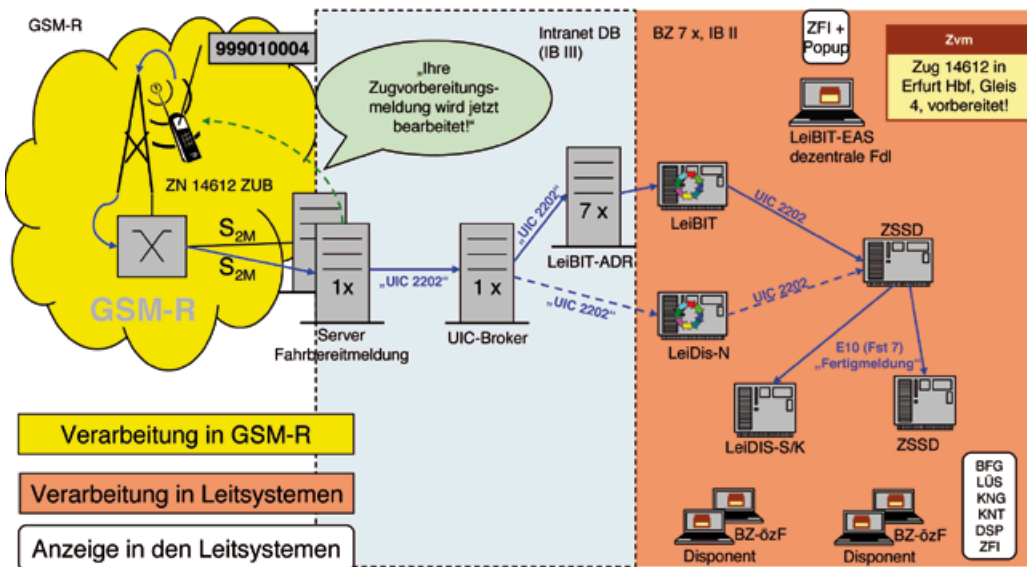 GSM-R
999010004
„Ihre
Zugvorbereitungs-
meldung wird jetzt
bearbeitet!“
ZN 14612 ZUB
S2M
S2M
GSM-R
1x
Server
Fahrbereitmeldung
Intranet DB
(IB III)
„UIC 2202“
1 x
UIC-Broker
„UIC 2202“
7 x
LeiBIT-ADR
„UIC 2202“
BZ 7 x, IB II
ZFI +
Popup
Zvm
Zug 14612 in
Erfurt Hbf, Gleis
4, vorbereitet!
LeiBIT-EAS
dezentrale Fdl
LeiBIT
UIC 2202
ZSSD
LeiDis-N
UIC 2202
E10 (Fst 7)
„Fertigmeldung“
LeiDIS-S/K
ZSSD
BZ-özF
Disponent
BZ-özF
Disponent
BFG
LÜS
KNG
KNT
DSP
ZFI
Verarbeitung in GSM-R
Verarbeitung in Leitsystemen
Anzeige in den Leitsystemen